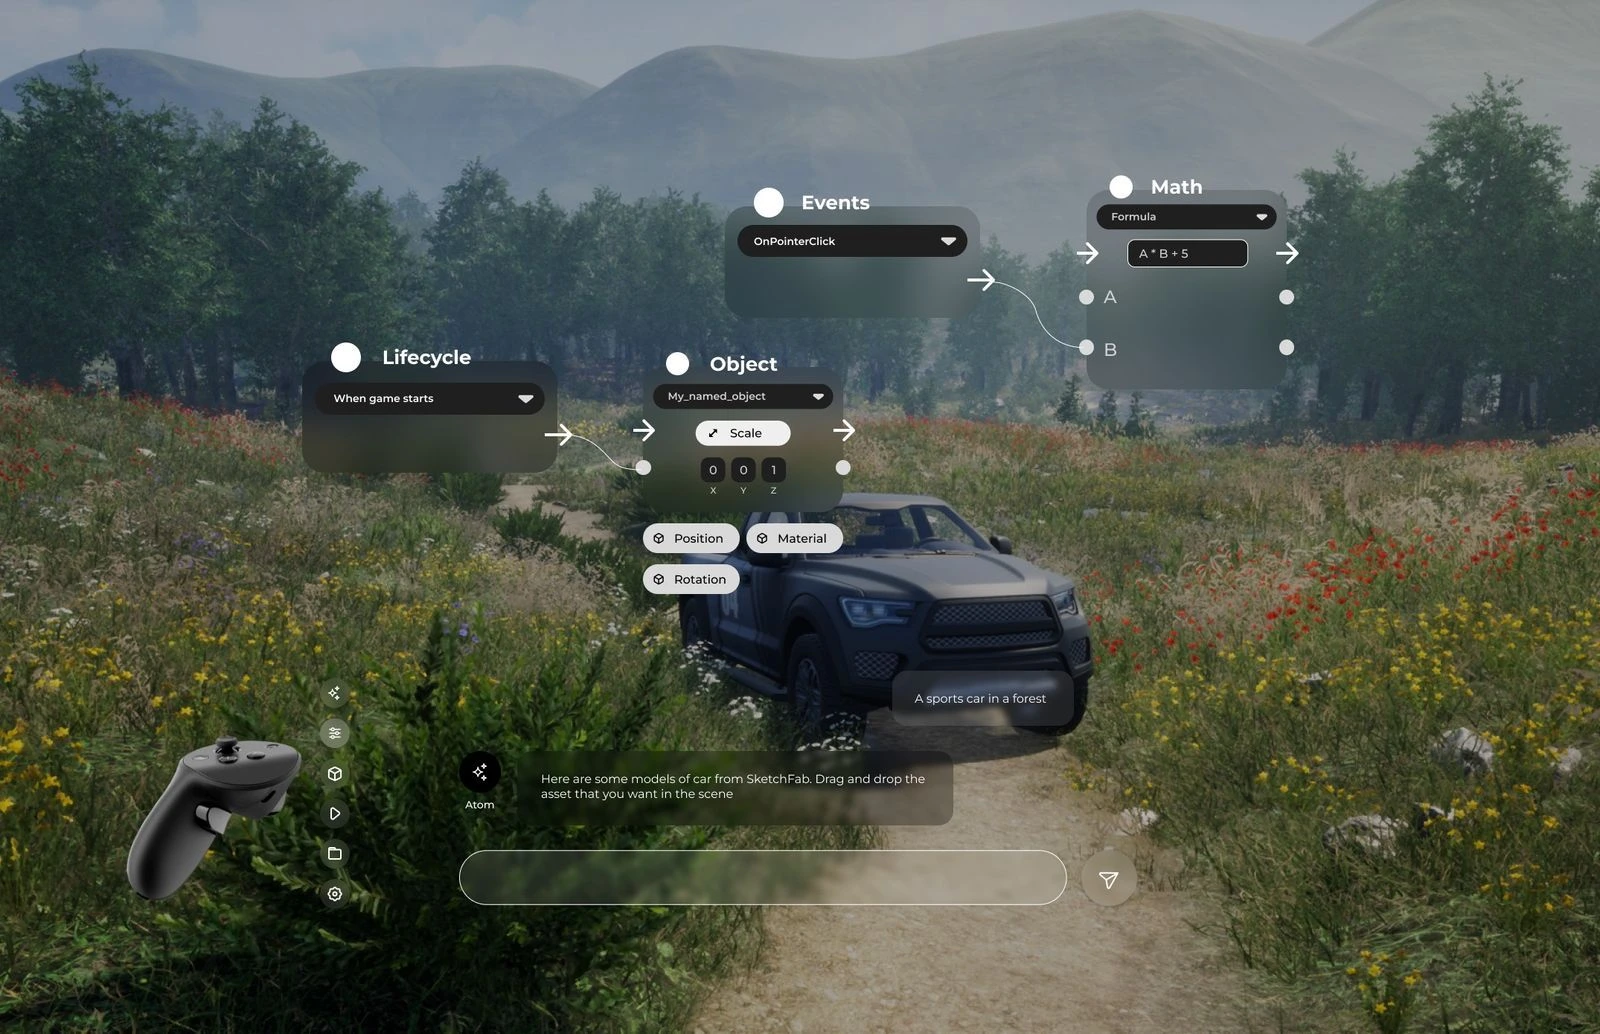 Events
OnPointerClick
Math
Formula
A * B + 5
A
B
Lifecycle
When game starts
Object
My_named_object
Scale
0 0 1
X Y Z
Position
Material
Rotation
A sports car in a forest
Atom
Here are some models of car from SketchFab. Drag and drop the
asset that you want in the scene